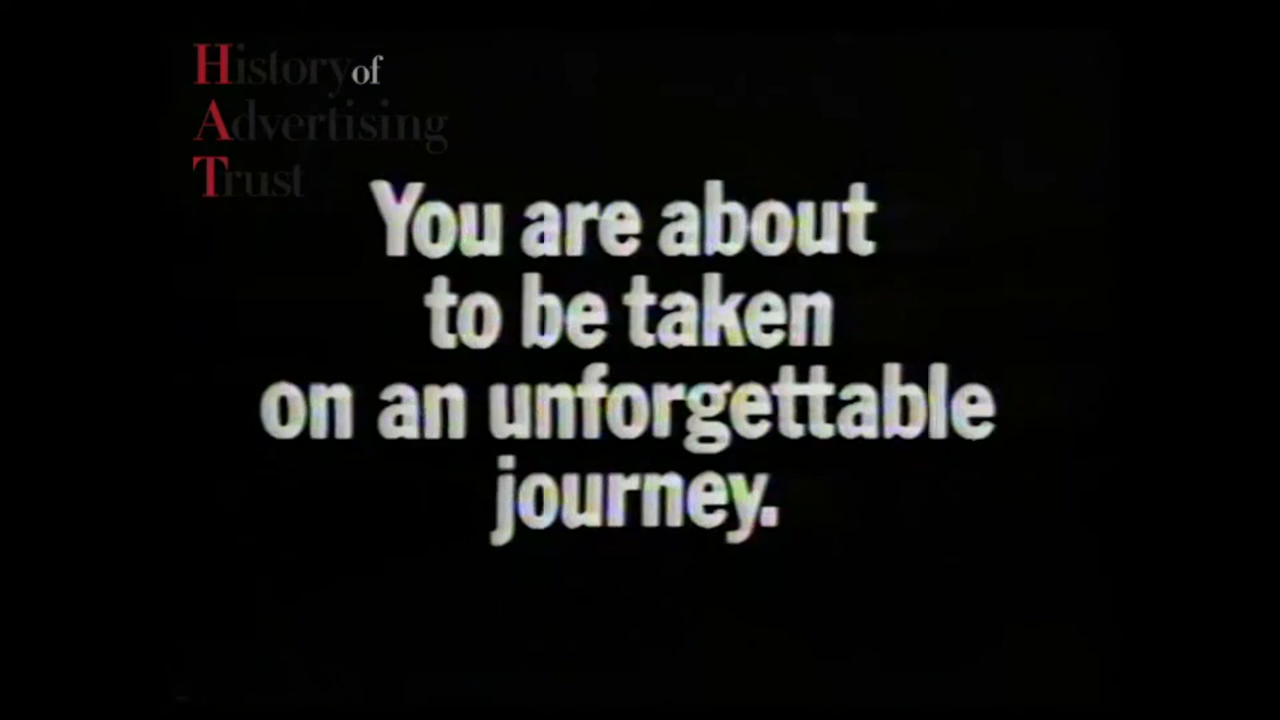 History of
Advertising
Trust
You are about
to be taken
on an unforgettable
journey.